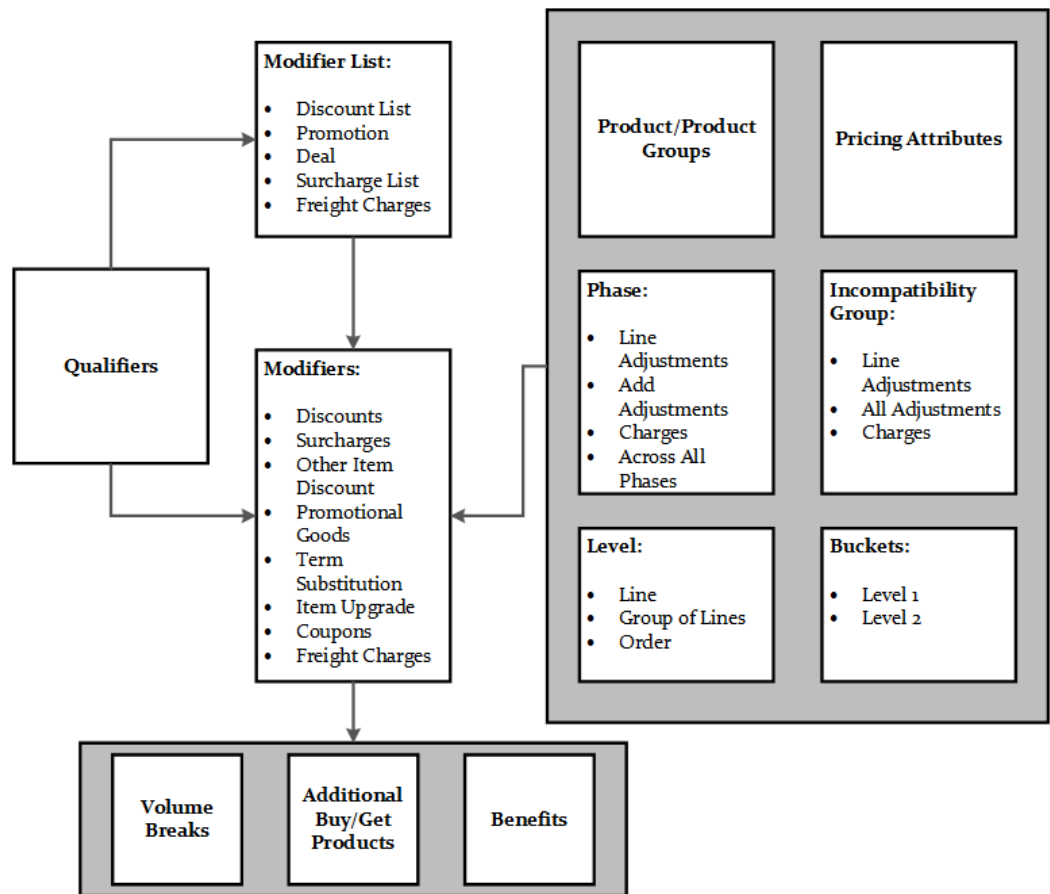 Modifier List:
• Discount List
• Promotion
• Deal
• Surcharge List
• Freight Charges
Qualifiers
Modifiers:
• Discounts
• Surcharges
• Other Item
Discount
• Promotional
Goods
• Term
Substitution
• Item Upgrade
• Coupons
• Freight Charges
Product/Product
Groups
Pricing Attributes
Phase:
• Line
Adjustments
• Add
Adjustments
• Charges
• Across All
Phases
Incompatibility
Group:
• Line
Adjustments
• All Adjustments
• Charges
Level:
• Line
• Group of Lines
• Order
Buckets:
• Level 1
• Level 2
Volume
Breaks
Additional
Buy/Get
Products
Benefits